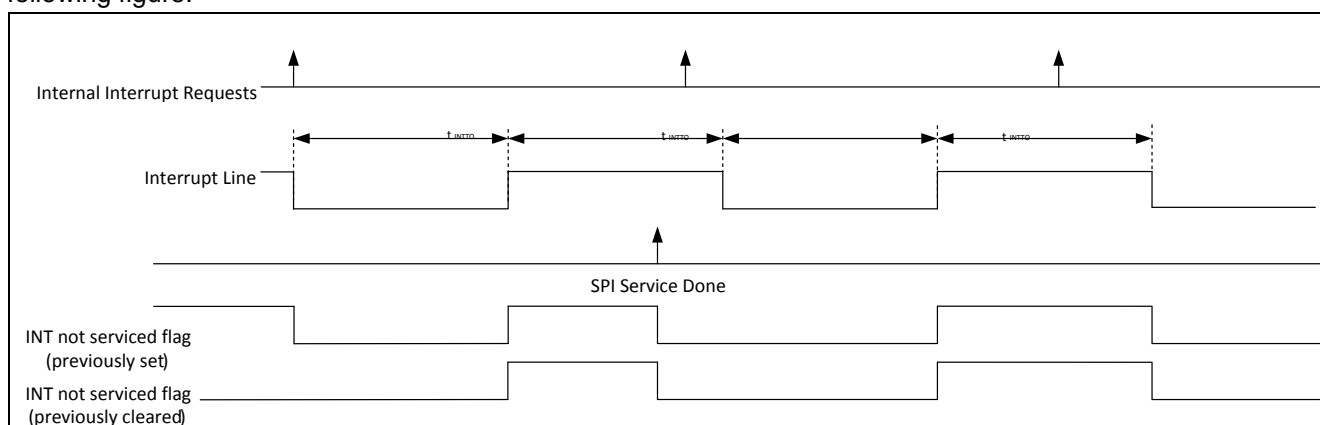 following figure.
Internal Interrupt Requests
t INTTO
t INTTO
t INTTO
Interrupt Line
SPI Service Done
INT not serviced flag
(previously set)
INT not serviced flag
(previously cleared)